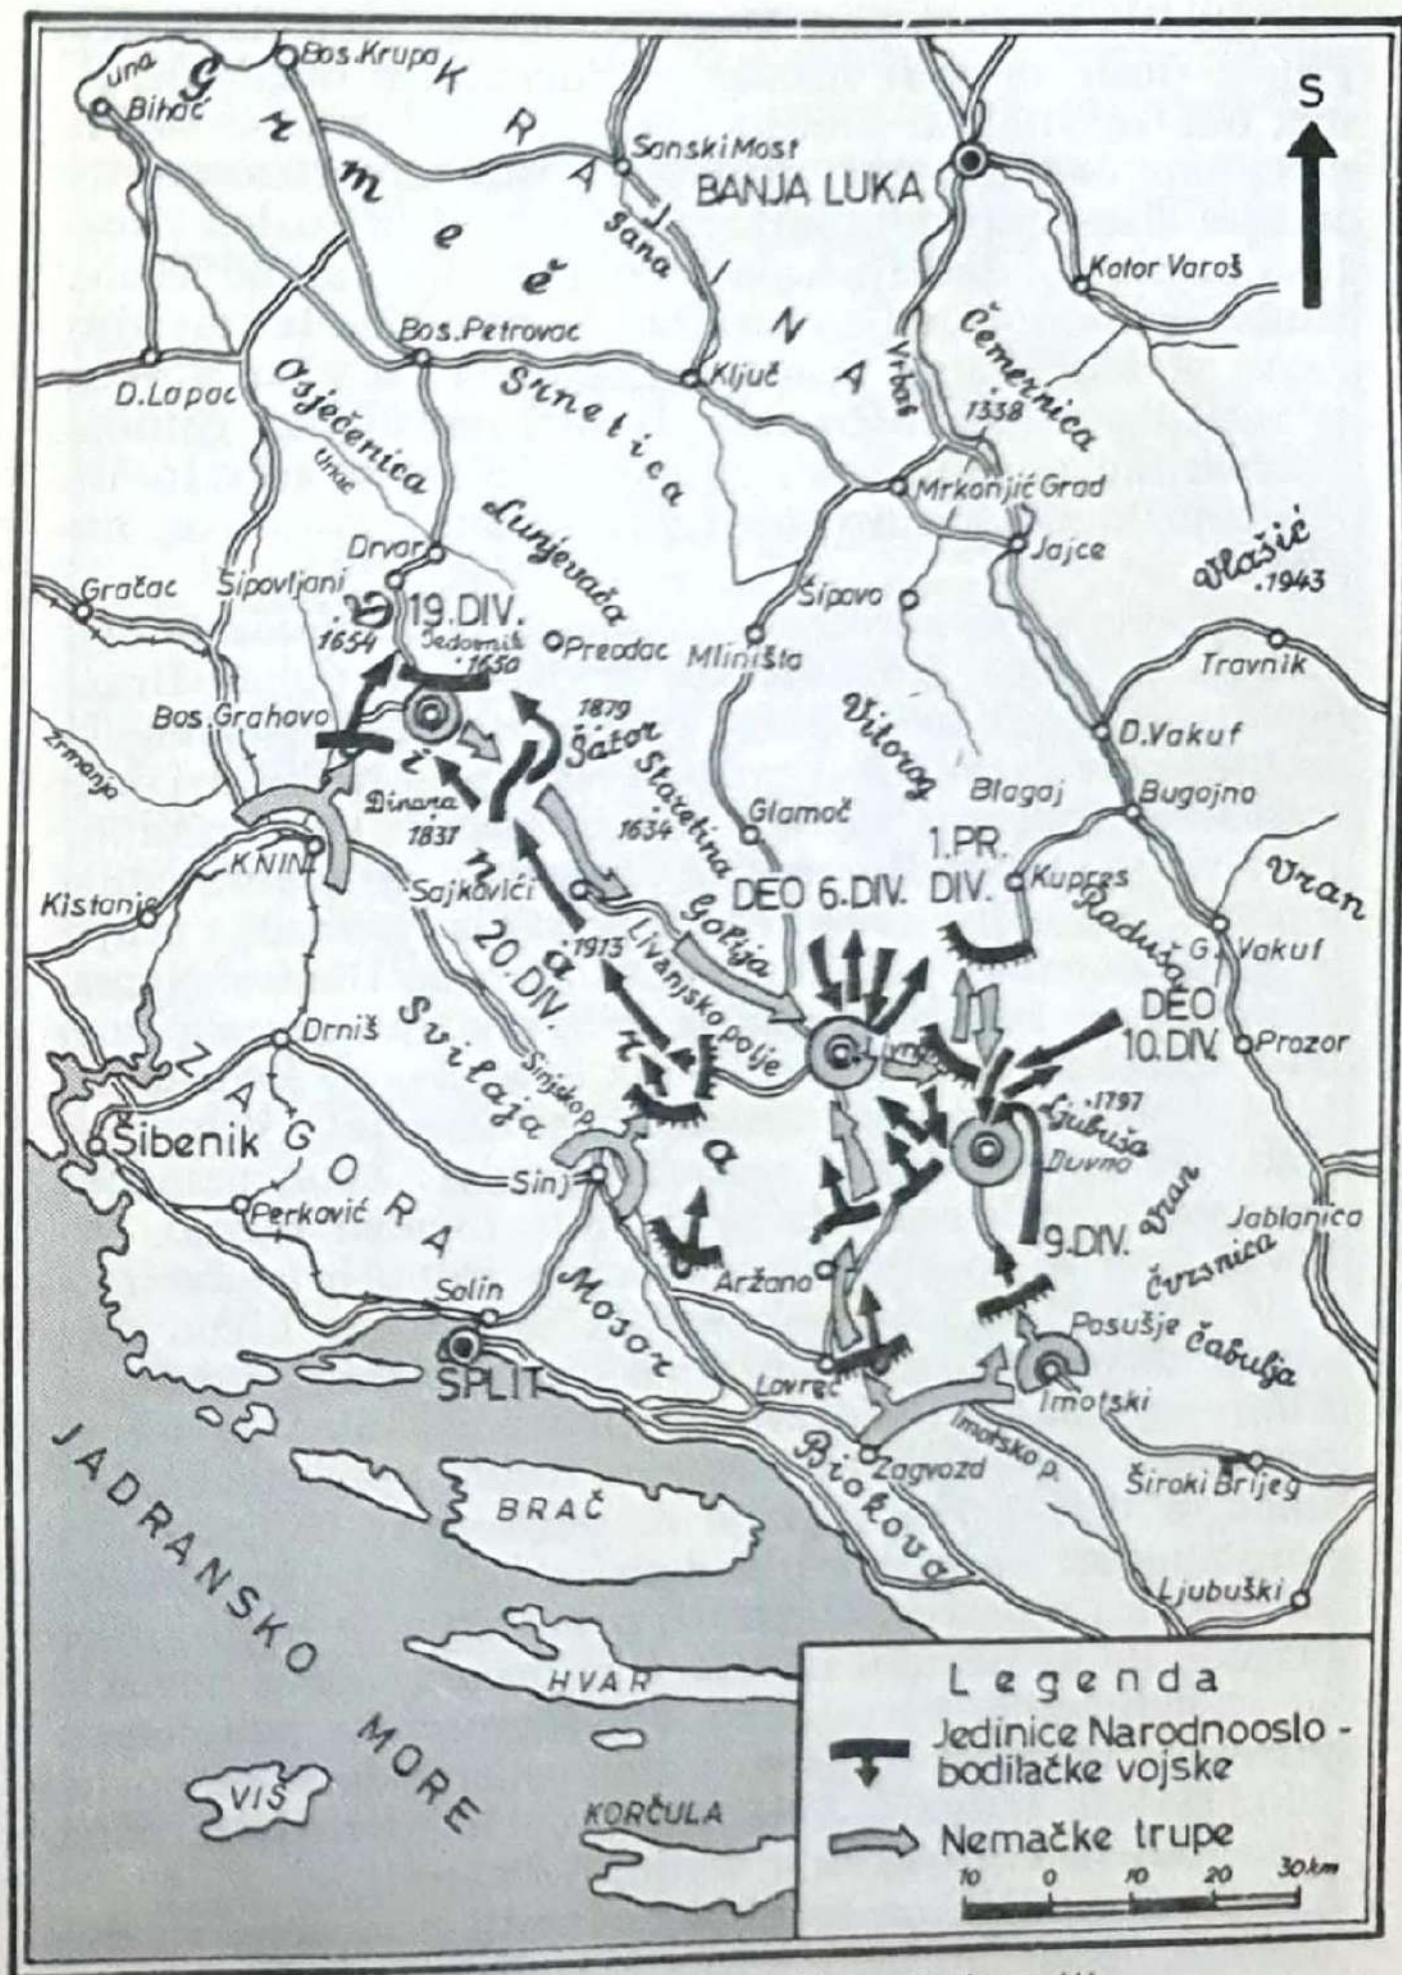 Una
Bos.Krupa
Bihać
Grmeč
KRAJINA
Sanski Most
Sana
BANJA LUKA
S
Kotor Varoš
Čemernica
1338
Vrbas
Bos.Petrovac
Ključ
D.Lapac
Osječenica
Unac
Srnetica
Mrkonjić Grad
Jajce
Vlašić
.1943
Drvar
Lunjevača
Gračac
Šipovljani
19.DIV.
1654
Jedovnik
.1650
Preodac
Mliništa
Šipovo
Travnik
Bos.Grahovo
1879
Šator
Vitorog
D.Vakuf
Zrmanja
Dinara
1831
Staretina
1634
Glamoč
Blagaj
Bugojno
KNIN
Sajkovići
DEO 6.DIV.
1.PR.
DIV.
Kupres
Vran
Kistanje
1913
20.DIV.
Livanjsko polje
Golija
Raduša
G.Vakuf
Drniš
Svilaja
Sinjsko p.
Livno
DEO
10.DIV.
Prozor
ZAGORA
Šibenik
.1797
Ljubuša
Duvno
Sinj
Perković
9.DIV.
Vran
Jablanica
Čvrsnica
Aržano
Solin
Mosor
SPLIT
Posušje
Čabulja
Lovreč
Imotski
Imotsko p.
Zagvozd
Široki Brijeg
Biokovo
BRAČ
Ljubuški
JADRANSKO MORE
HVAR
VIS
KORČULA
Legenda
Jedinice Narodnooslo-
bodilačke vojske
Nemačke trupe
10 0 10 20 30km